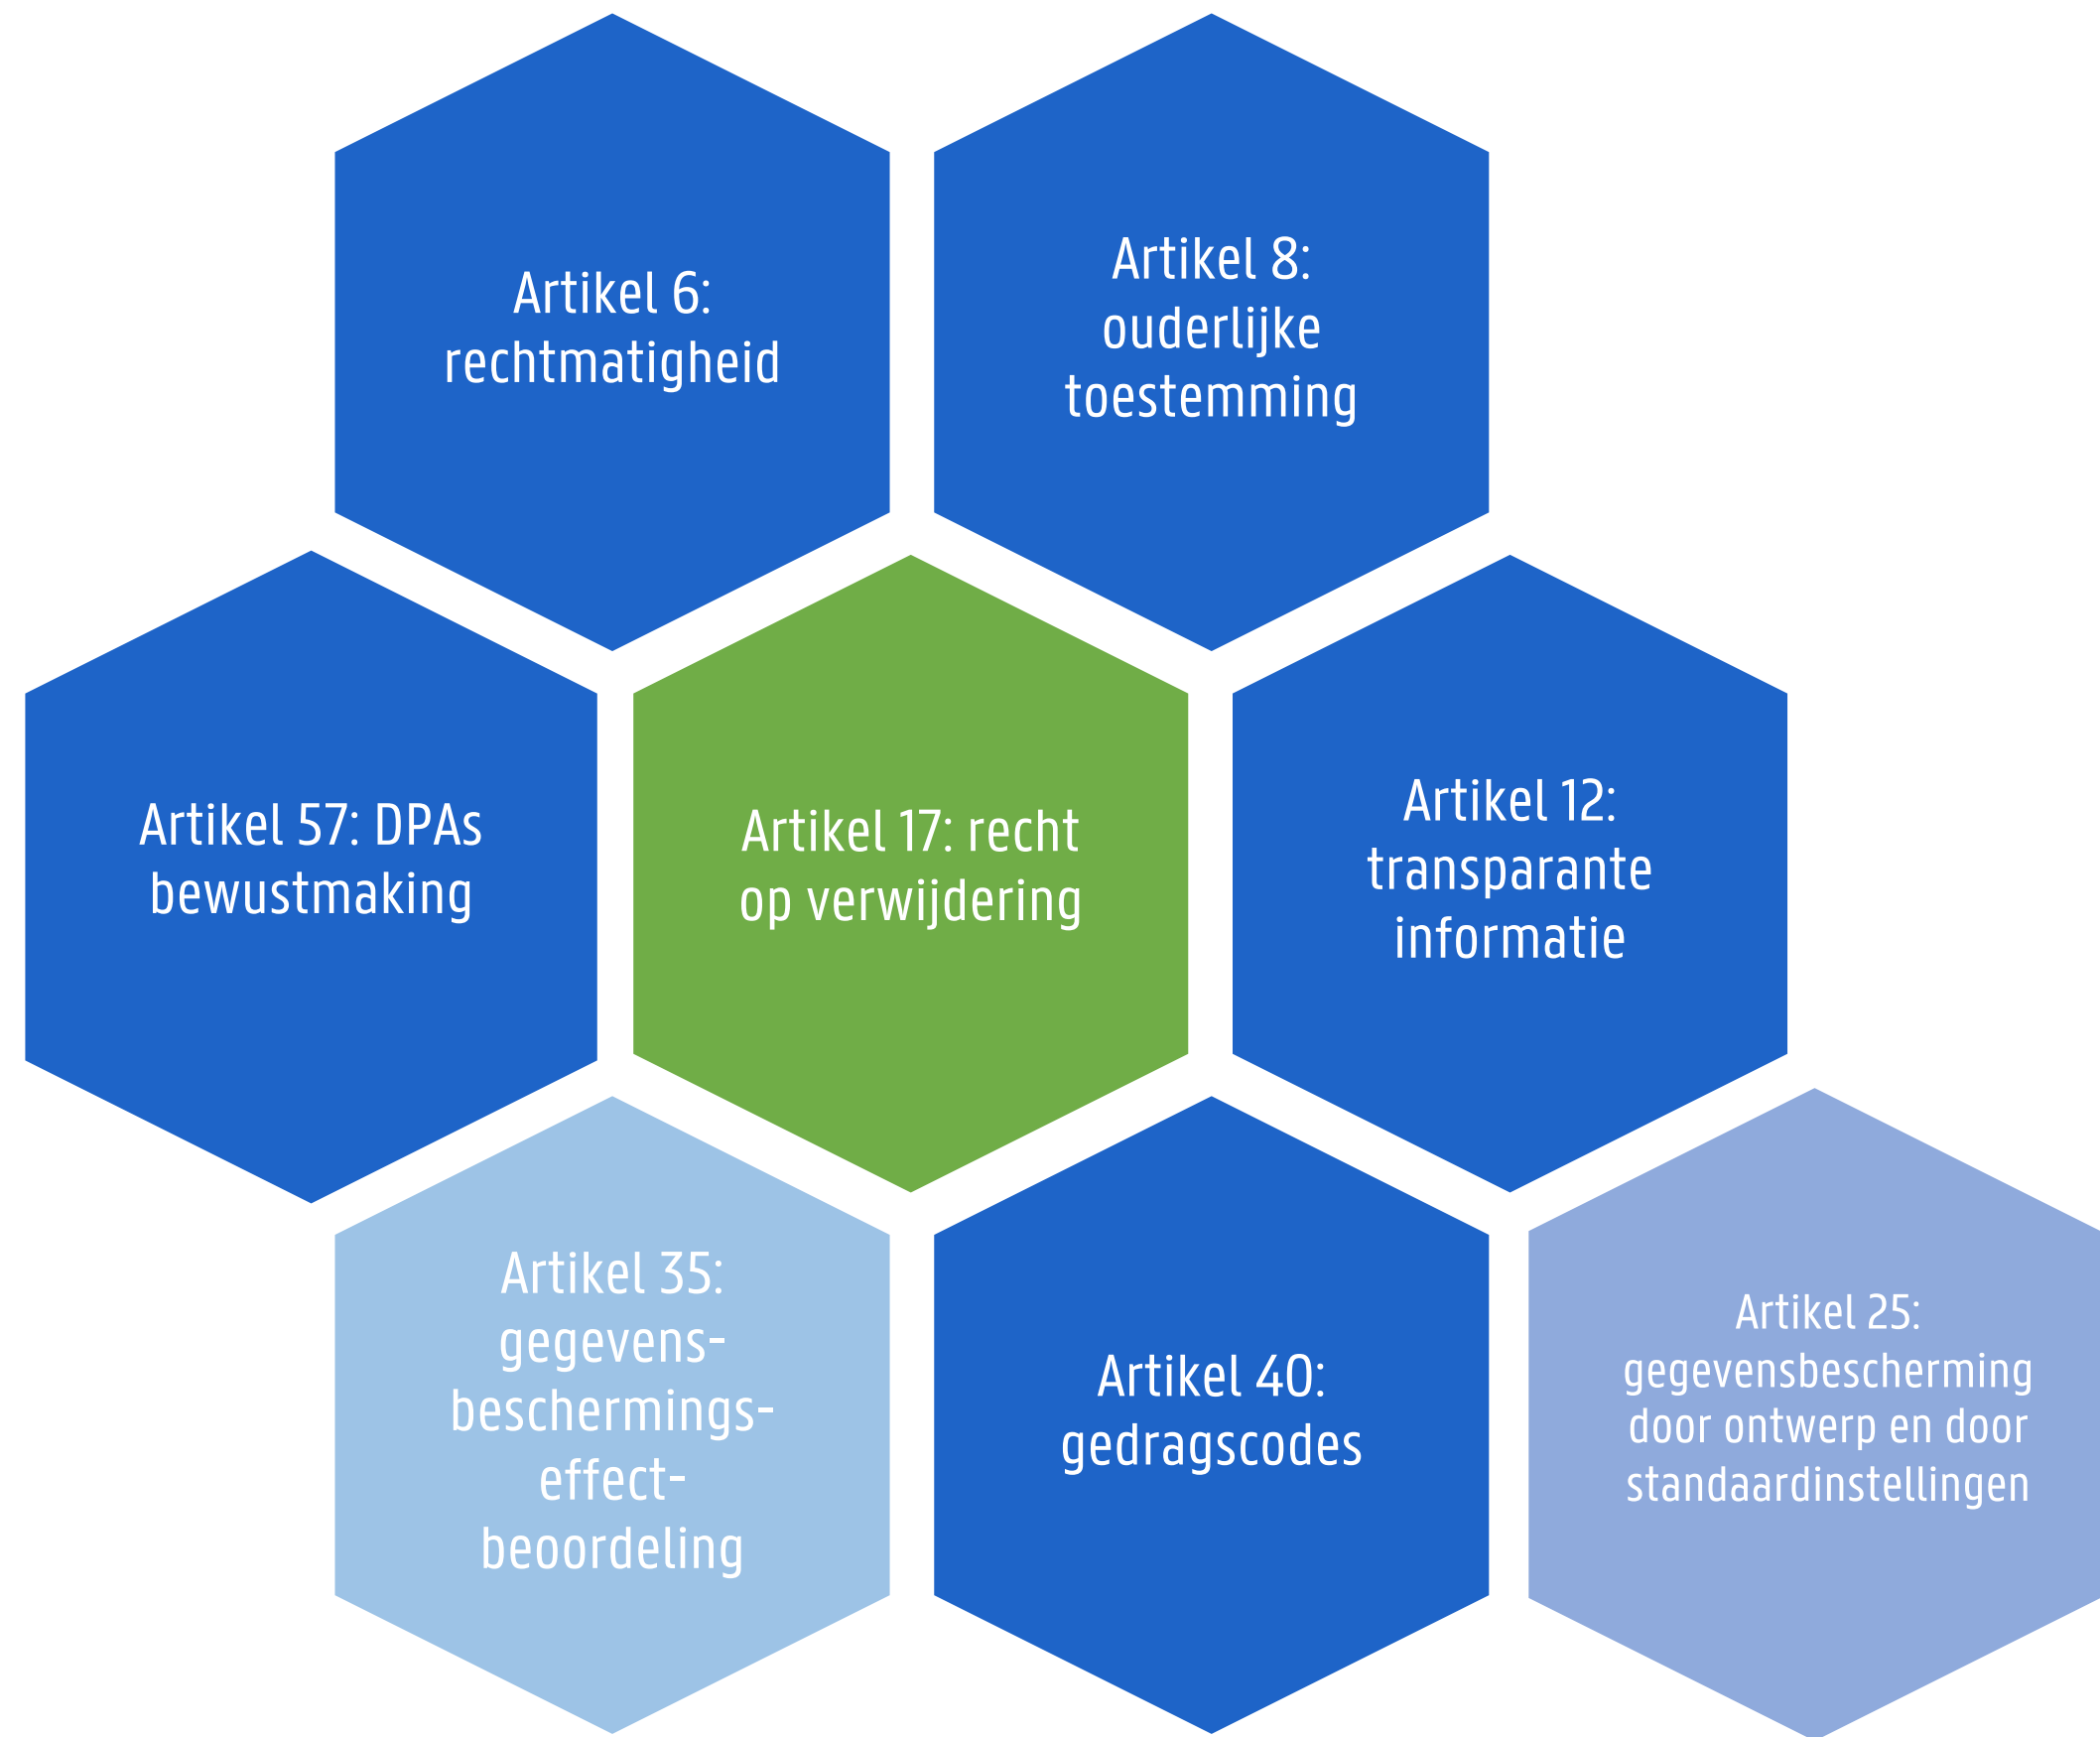 Artikel 6:
rechtmatigheid
Artikel 8:
ouderlijke
toestemming
Artikel 57: DPAs
bewustmaking
Artikel 17: recht
op verwijdering
Artikel 12:
transparante
informatie
Artikel 35:
gegevens-
beschermings-
effect-
beoordeling
Artikel 40:
gedragscodes
Artikel 25:
gegevensbescherming
door ontwerp en door
standaardinstellingen